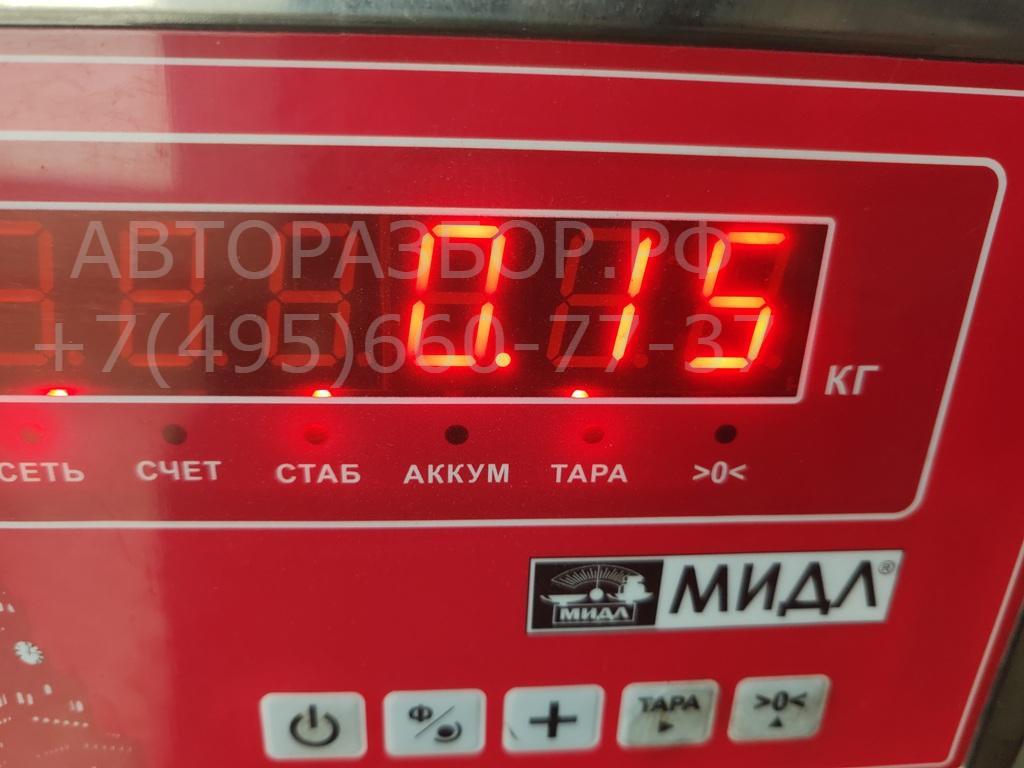 АВТОРАЗБОР.РФ
+7(495)660-77-37
0.15
КГ
СЕТЬ СЧЕТ СТАБ АККУМ ТАРА >0<
МИДЛ МИДЛ®
Ф + ТАРА >0<